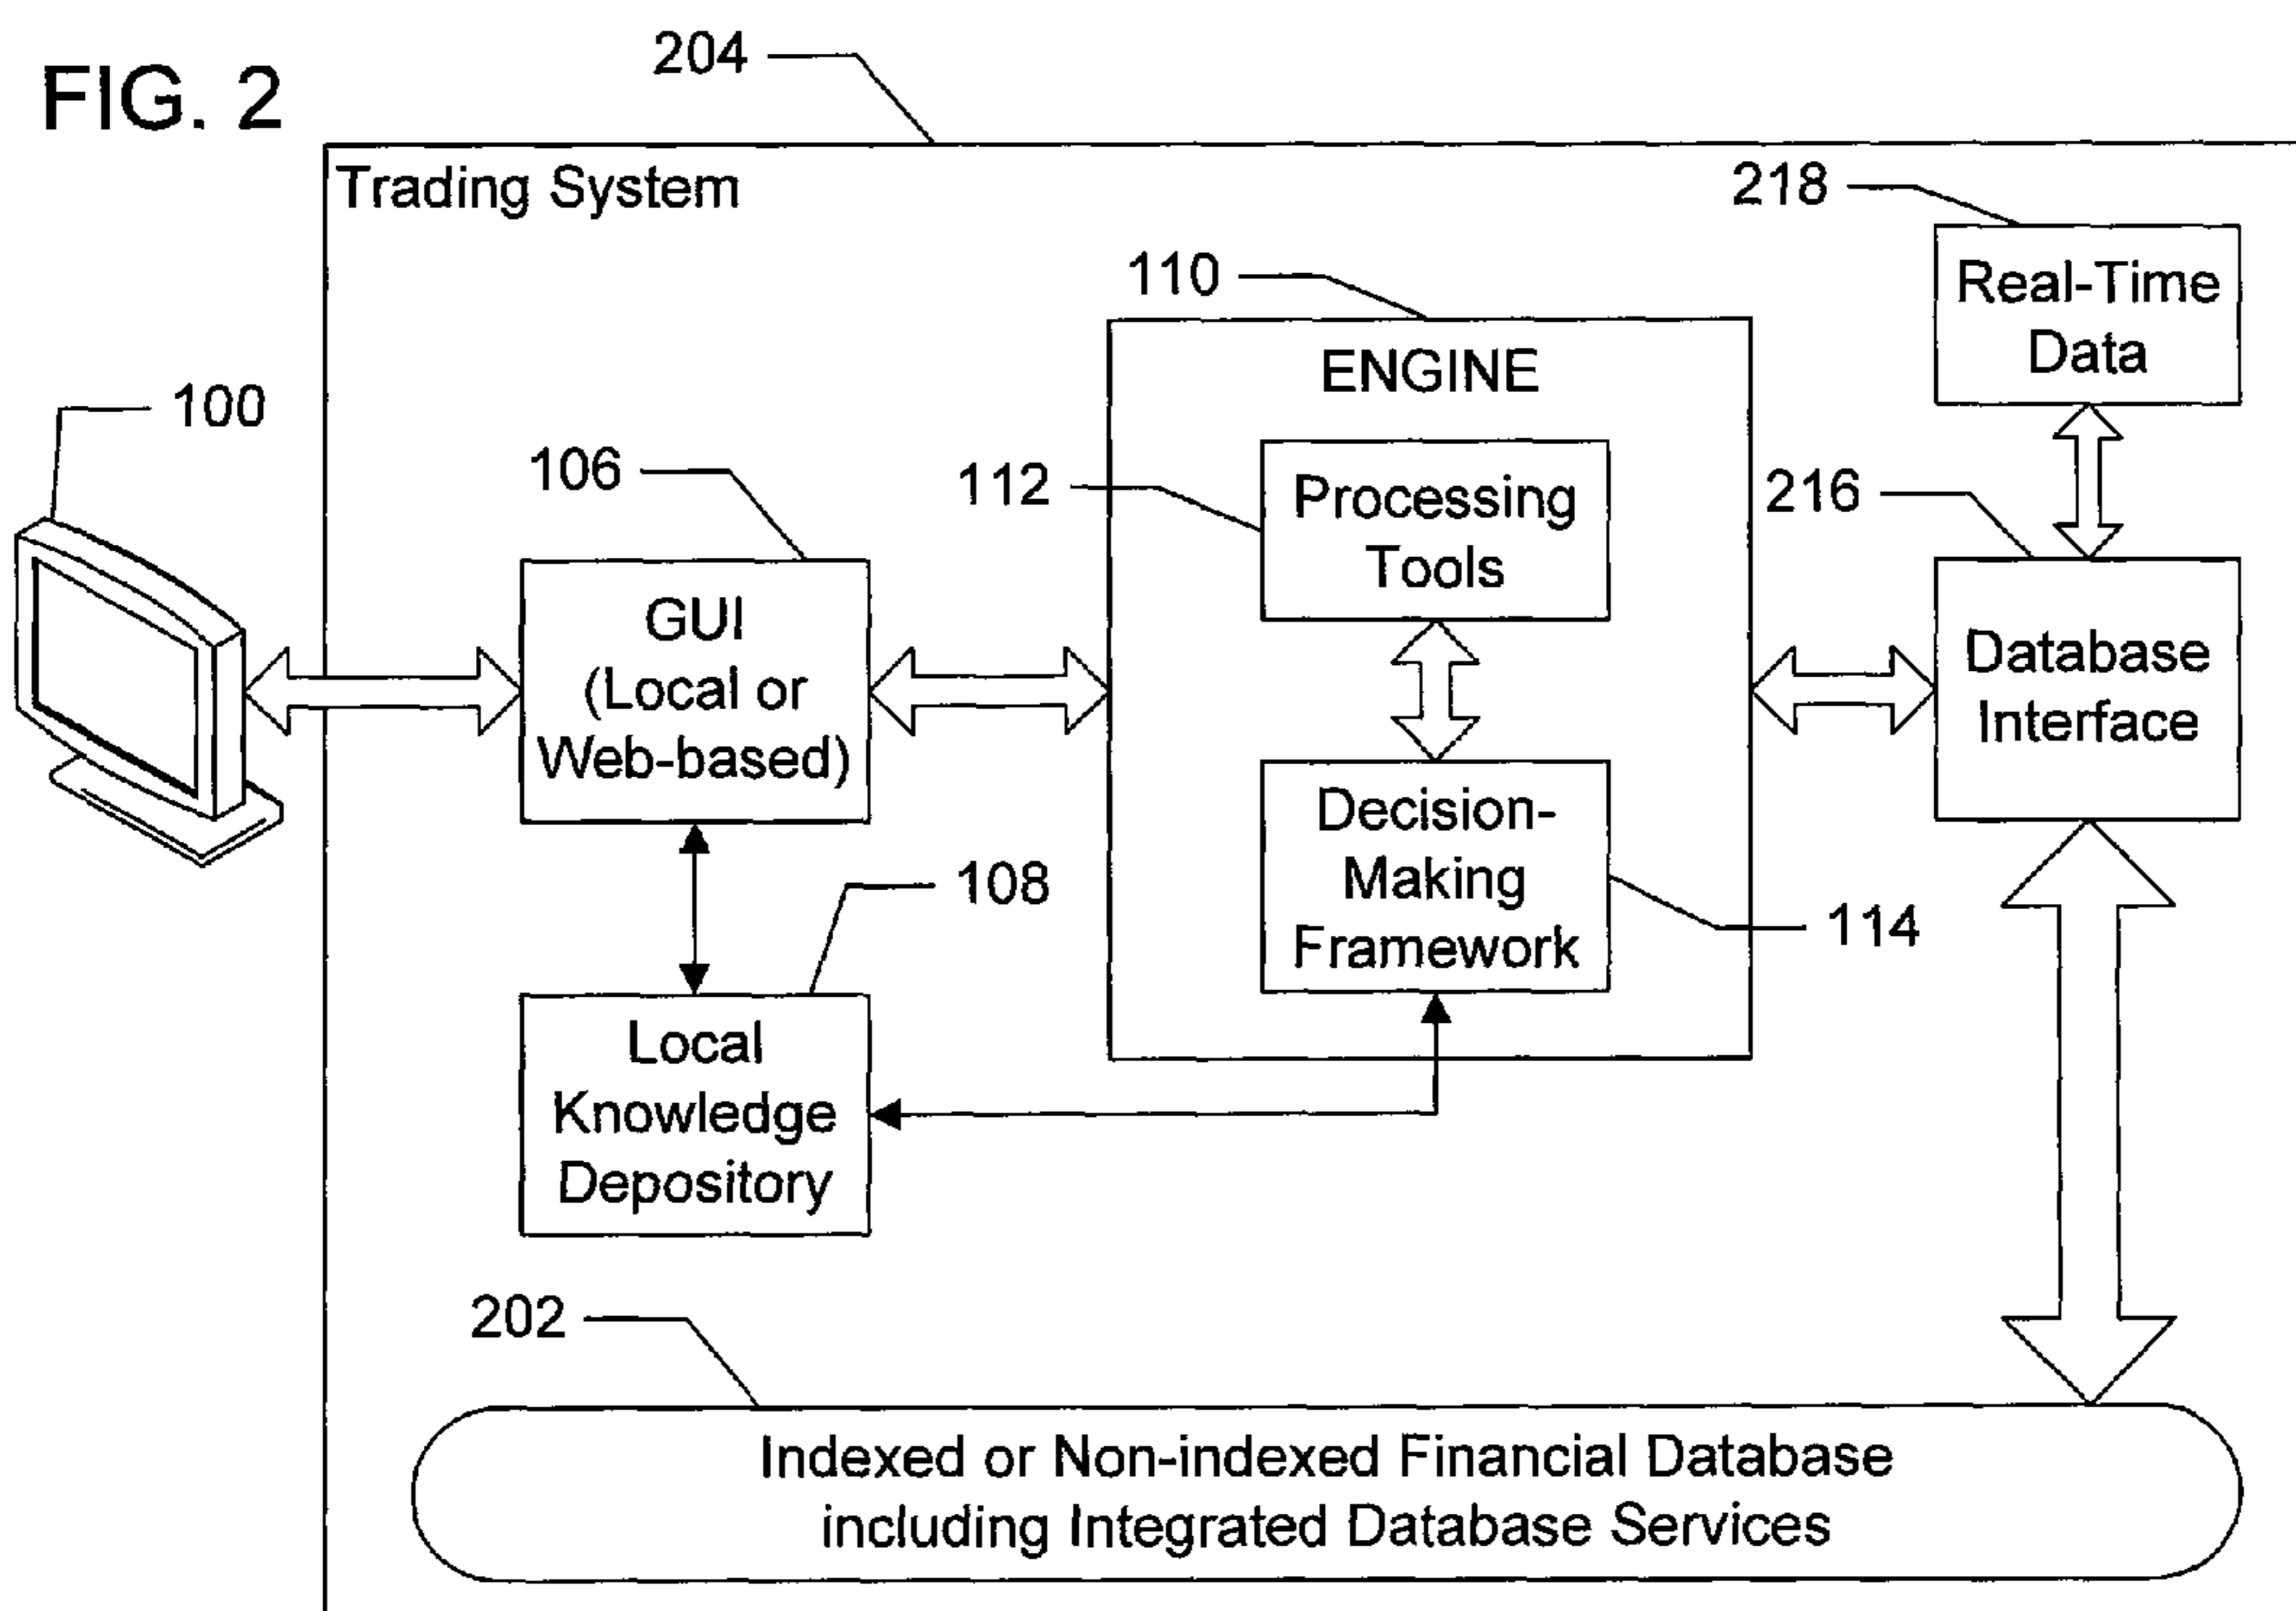 FIG. 2
204
Trading System
218
Real-Time
Data
110
ENGINE
100
106
112
Processing
Tools
216
GUI
(Local or
Web-based)
Database
Interface
Decision-
Making
Framework
114
108
Local
Knowledge
Depository
202
Indexed or Non-indexed Financial Database
including Integrated Database Services